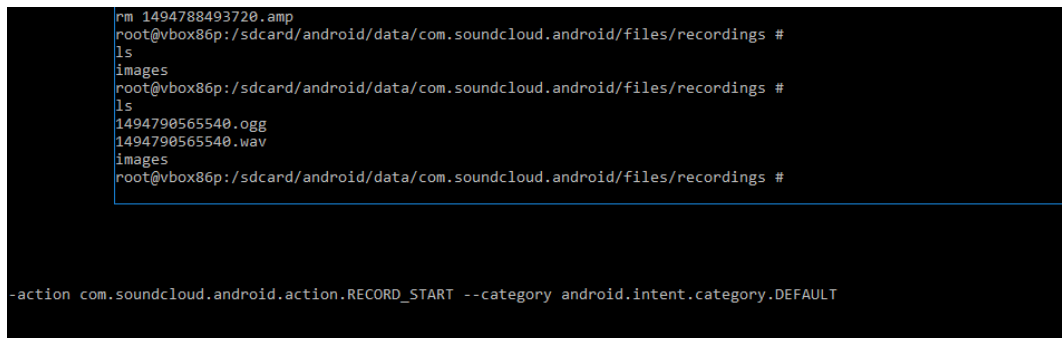 rm 1494788493720.amp
root@vbox86p:/sdcard/android/data/com.soundcloud.android/files/recordings #
ls
images
root@vbox86p:/sdcard/android/data/com.soundcloud.android/files/recordings #
ls
1494790565540.ogg
1494790565540.wav
images
root@vbox86p:/sdcard/android/data/com.soundcloud.android/files/recordings #
-action com.soundcloud.android.action.RECORD_START --category android.intent.category.DEFAULT